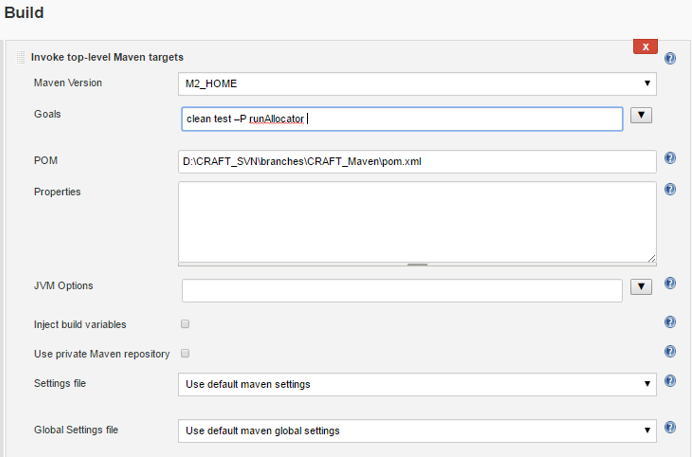 Build
Invoke top-level Maven targets
X
Maven Version
M2_HOME
Goals
clean test –P runAllocator
POM
D:\CRAFT_SVN\branches\CRAFT_Maven\pom.xml
Properties
JVM Options
Inject build variables
Use private Maven repository
Settings file
Use default maven settings
Global Settings file
Use default maven global settings